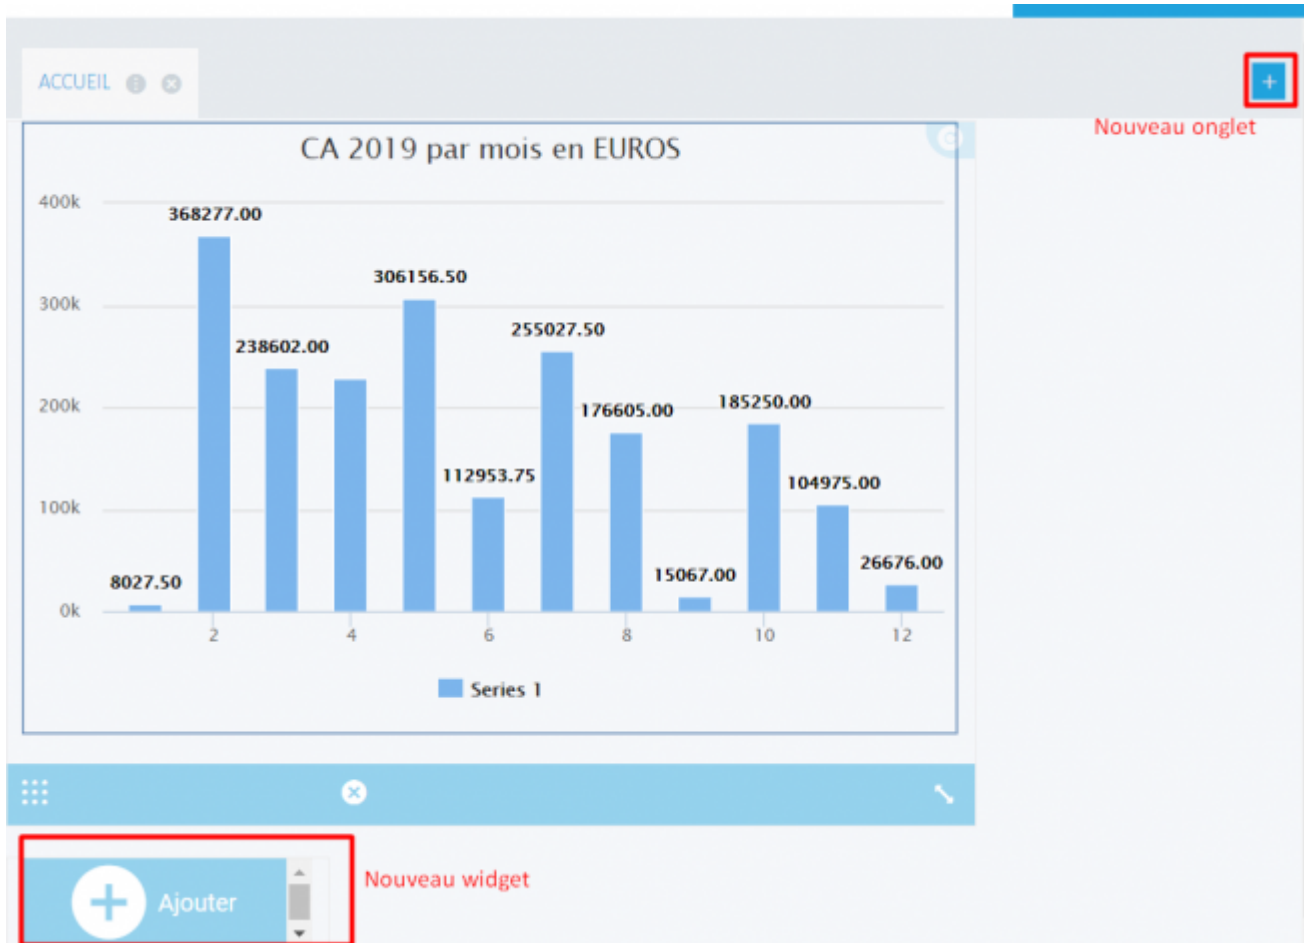 ACCUEIL
+
Nouveau onglet
CA 2019 par mois en EUROS
400k
368277.00
306156.50
300k
255027.50
238602.00
200k
176605.00
185250.00
112953.75
104975.00
100k
8027.50
15067.00
26676.00
0k
2 4 6 8 10 12
Series 1
Nouveau widget
Ajouter